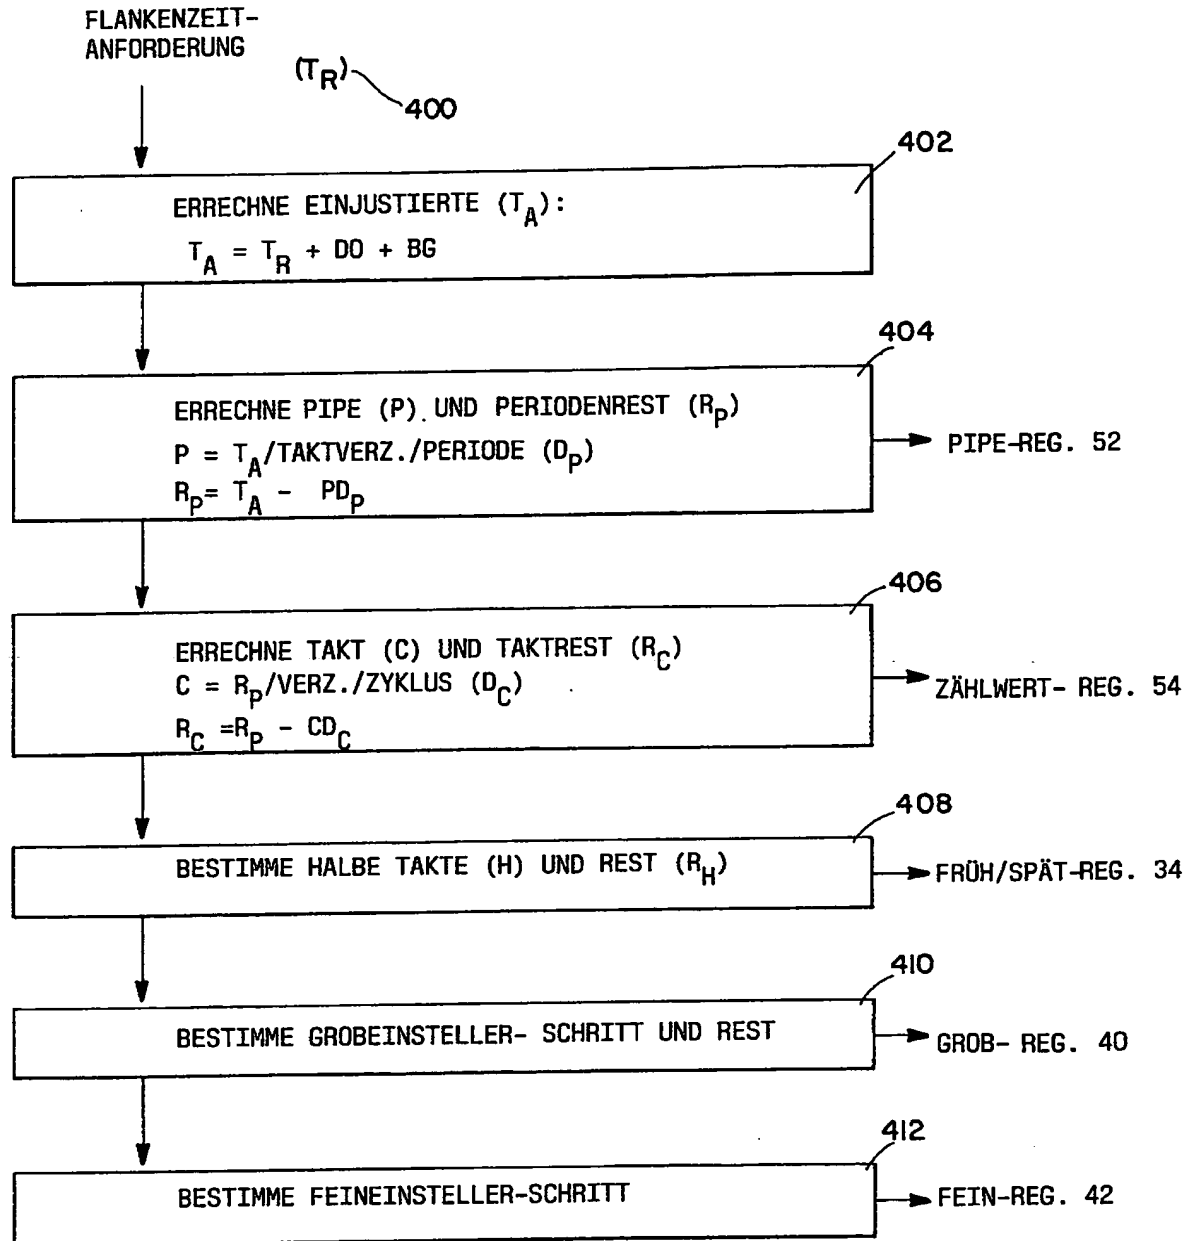 FLANKENZEIT-
ANFORDERUNG
(T_R)
400
402
ERRECHNE EINJUSTIERTE (T_A):
T_A = T_R + DO + BG
404
ERRECHNE PIPE (P). UND PERIODENREST (R_P)
P = T_A/TAKTVERZ./PERIODE (D_P)
R_P= T_A - PD_P
PIPE-REG. 52
406
ERRECHNE TAKT (C) UND TAKTREST (R_C)
C = R_P/VERZ./ZYKLUS (D_C)
R_C =R_P - CD_C
ZÄHLWERT- REG. 54
408
BESTIMME HALBE TAKTE (H) UND REST (R_H)
FRÜH/SPÄT-REG. 34
410
BESTIMME GROBEINSTELLER- SCHRITT UND REST
GROB- REG. 40
412
BESTIMME FEINEINSTELLER-SCHRITT
FEIN-REG. 42